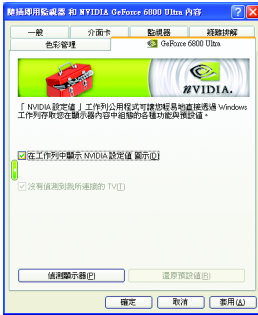 隨插即用監視器 和 NVIDIA GeForce 6800 Ultra 內容
一般 介面卡 監視器 疑難排解
色彩管理 GeForce 6800 Ultra
nVIDIA.
「NVIDIA 設定値」工作列公用程式可讓您輕易地直接透過 Windows
工作列存取您在顯示器內容中組態的各種功能與預設値。
在工作列中顯示 NVIDIA 設定値 圖示(D)
沒有偵測到為所連接的 TV(T)
偵測顯示器(P) 還原預設値(R)
確定 取消 套用(A)